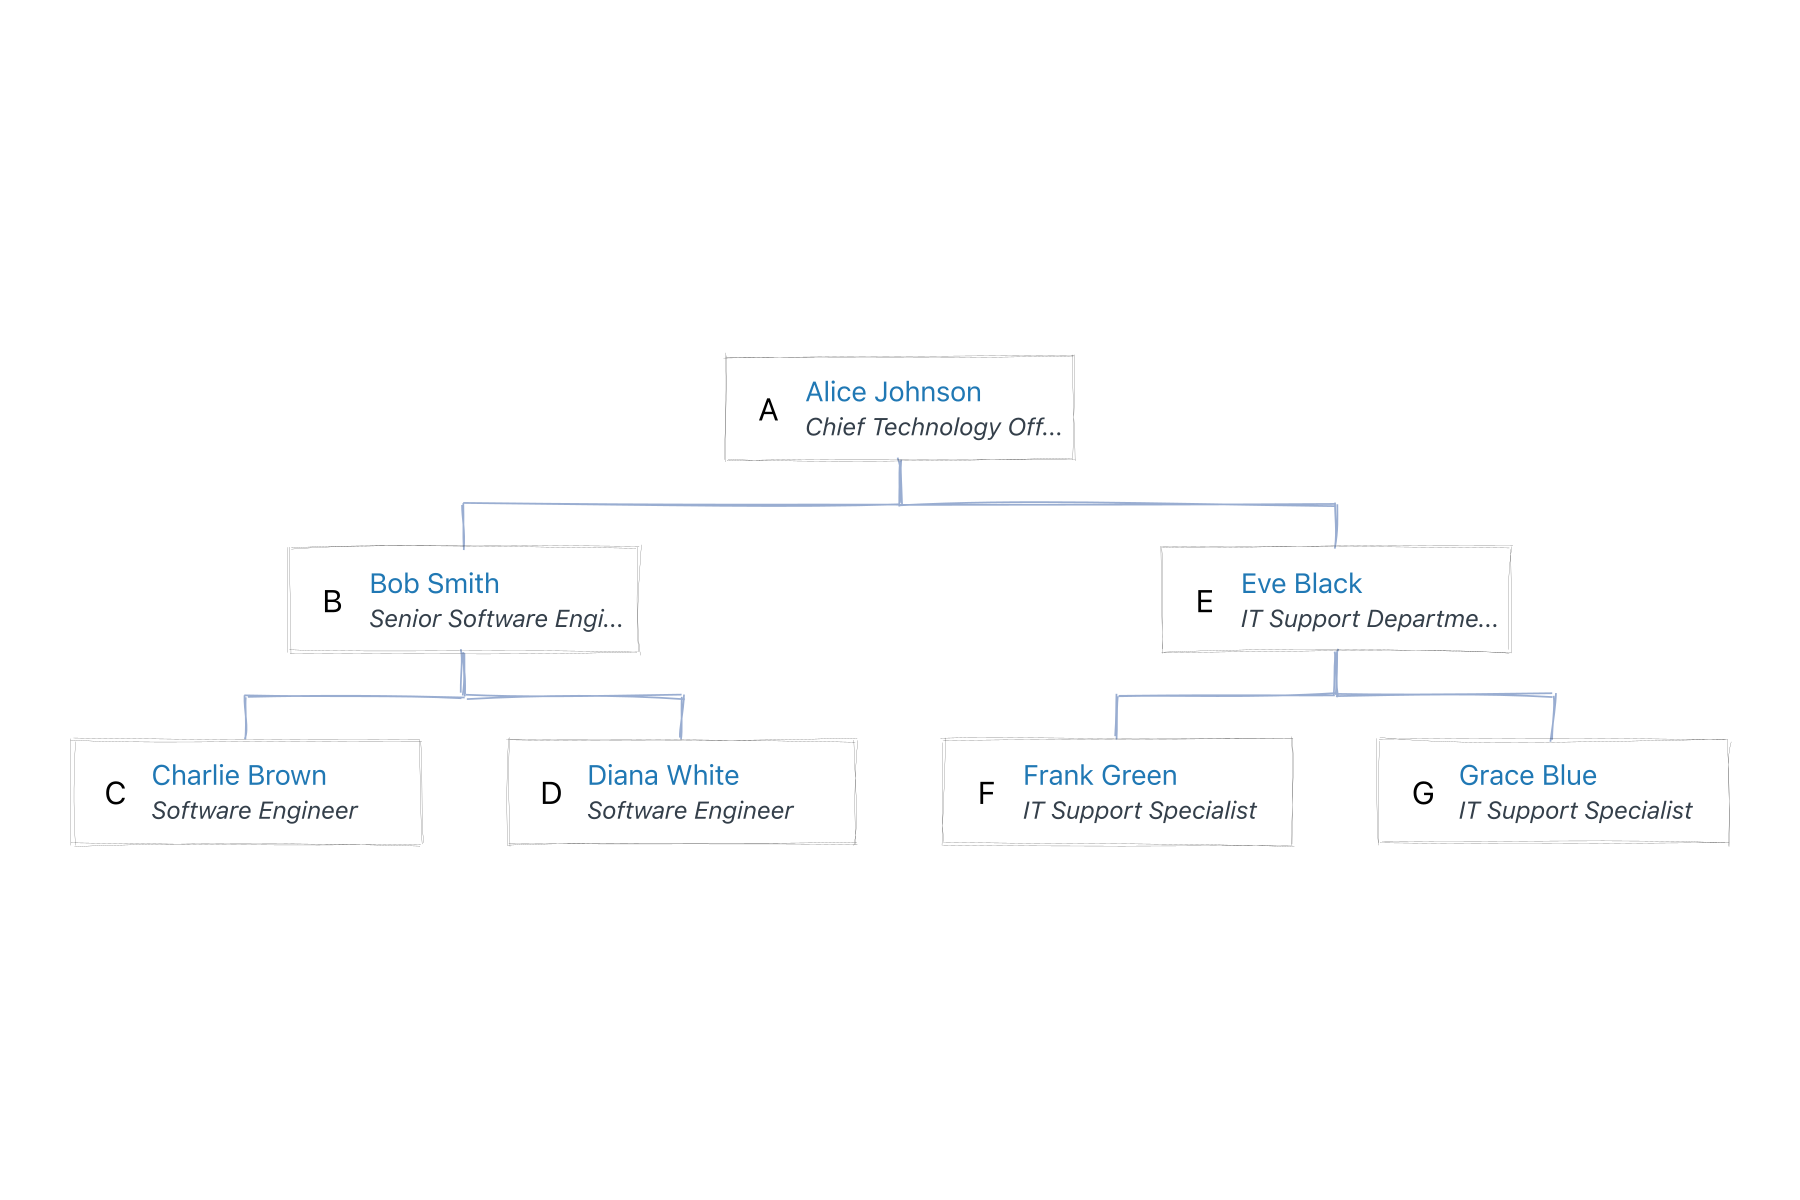 A
Alice Johnson
Chief Technology Off...
B
Bob Smith
Senior Software Engi...
E
Eve Black
IT Support Departme...
C
Charlie Brown
Software Engineer
D
Diana White
Software Engineer
F
Frank Green
IT Support Specialist
G
Grace Blue
IT Support Specialist